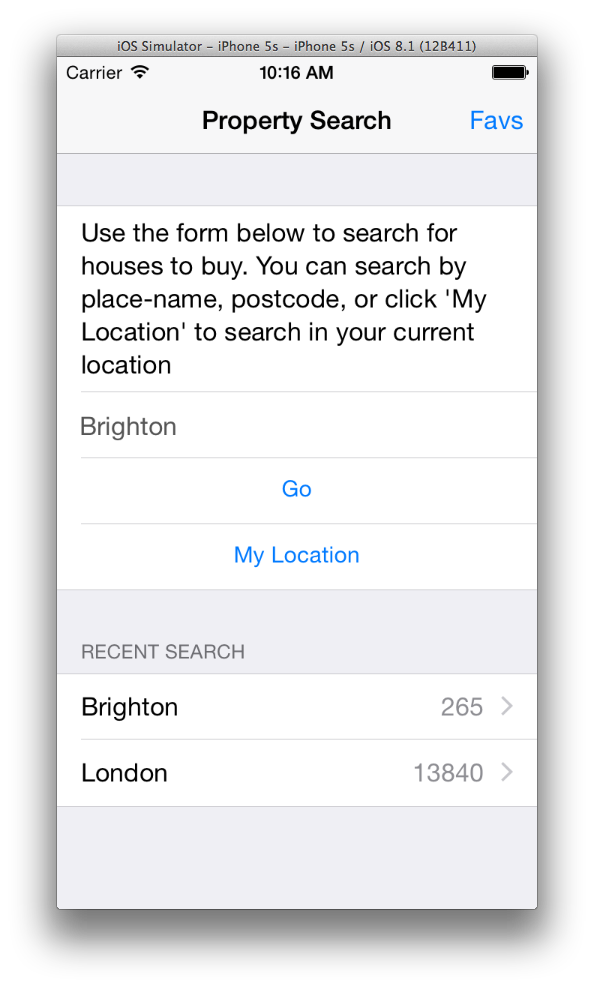 iOS Simulator – iPhone 5s – iPhone 5s / iOS 8.1 (12B411)
Carrier 10:16 AM
Property Search Favs
Use the form below to search for
houses to buy. You can search by
place-name, postcode, or click 'My
Location' to search in your current
location
Brighton
Go
My Location
RECENT SEARCH
Brighton 265
London 13840